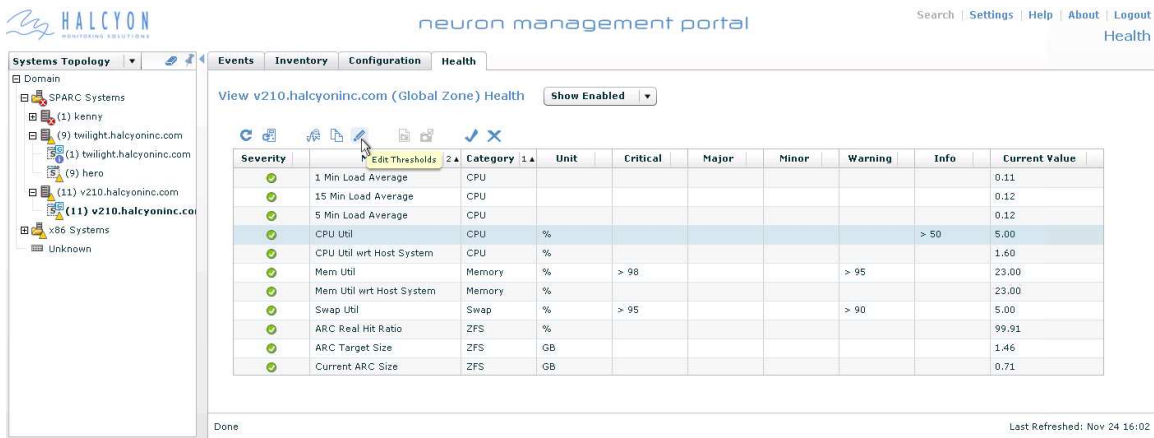 HALCYON
MONITORING SOLUTIONS
neuron management portal
Search | Settings | Help | About | Logout
Health
Systems Topology
Domain
SPARC Systems
(1) kenny
(9) twilight.halcyoninc.com
(1) twilight.halcyoninc.com
(9) hero
(11) v210.halcyoninc.com
(11) v210.halcyoninc.co
x86 Systems
Unknown
Events Inventory Configuration Health
View v210.halcyoninc.com (Global Zone) Health Show Enabled
Edit Thresholds
Severity 2 Category 1 Unit Critical Major Minor Warning Info Current Value
1 Min Load Average CPU 0.11
15 Min Load Average CPU 0.12
5 Min Load Average CPU 0.12
CPU Util CPU % > 50 5.00
CPU Util wrt Host System CPU % 1.60
Mem Util Memory % > 98 > 95 23.00
Mem Util wrt Host System Memory % 23.00
Swap Util Swap % > 95 > 90 5.00
ARC Real Hit Ratio ZFS % 99.91
ARC Target Size ZFS GB 1.46
Current ARC Size ZFS GB 0.71
Done
Last Refreshed: Nov 24 16:02